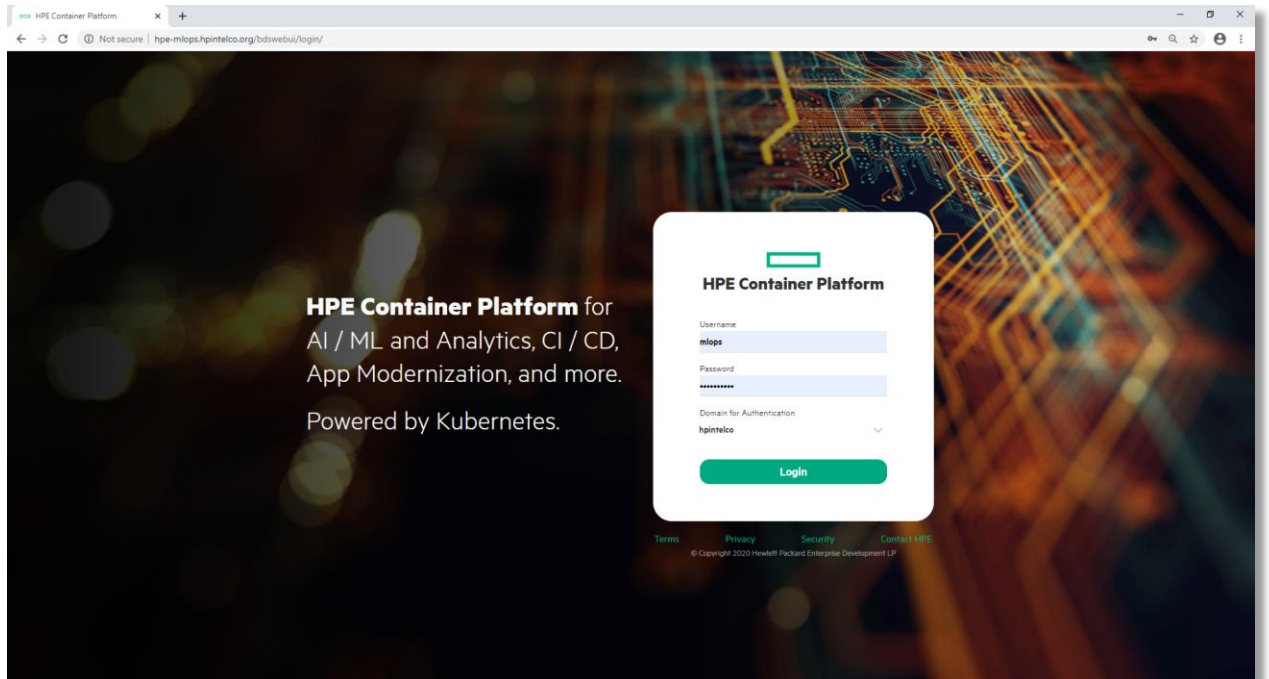 HPE Container Platform
Not secure | hpe-mlops.hpintelco.org/bdswebui/login/
HPE Container Platform for
AI / ML and Analytics, CI / CD,
App Modernization, and more.
Powered by Kubernetes.
HPE Container Platform
Username
mlops
Password
••••••••••
Domain for Authentication
hpintelco
Login
Terms Privacy Security Contact HPE
© Copyright 2020 Hewlett Packard Enterprise Development LP